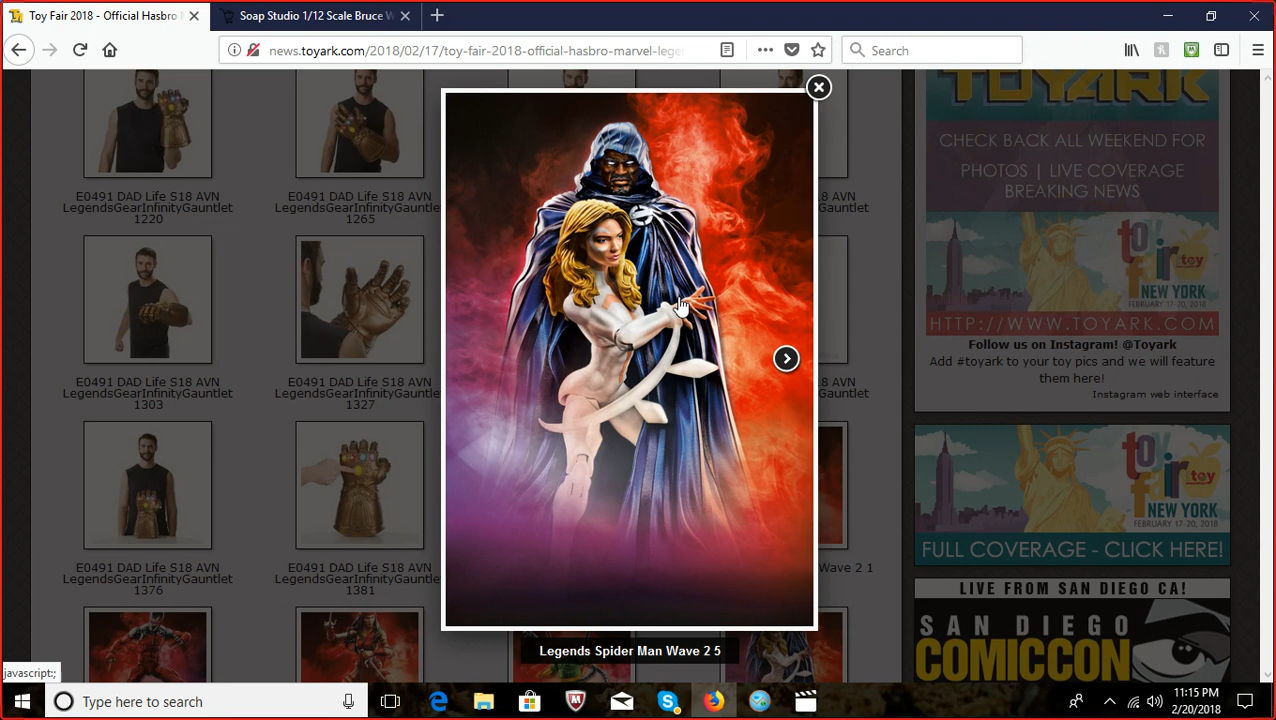 Toy Fair 2018 - Official Hasbro
Soap Studio 1/12 Scale Bruce W
news.toyark.com/2018/02/17/toy-fair-2018-official-hasbro-marvel-lege
Search
TOYARK
CHECK BACK ALL WEEKEND FOR
PHOTOS | LIVE COVERAGE
BREAKING NEWS
toy fair
NEW YORK
FEBRUARY 17-20, 2018
HTTP://WWW.TOYARK.COM
Follow us on Instagram! @Toyark
Add #toyark to your toy pics and we will feature
them here!
Instagram web interface
toy
NEW YORK
FEBRUARY 17-20, 2018
FULL COVERAGE - CLICK HERE!
LIVE FROM SAN DIEGO CA!
SAN DIEGO
COMICCON
E0491 DAD Life S18 AVN
LegendsGearInfinityGauntlet
1220
E0491 DAD Life S18 AVN
LegendsGearInfinityGauntlet
1265
8 AVN
Gauntlet
E0491 DAD Life S18 AVN
LegendsGearInfinityGauntlet
1303
E0491 DAD Life S18 AVN
LegendsGearInfinityGauntlet
1327
8 AVN
Gauntlet
E0491 DAD Life S18 AVN
LegendsGearInfinityGauntlet
1376
E0491 DAD Life S18 AVN
LegendsGearInfinityGauntlet
1381
Wave 2 1
Legends Spider Man Wave 2 5
javascript:;
Type here to search
11:15 PM
2/20/2018